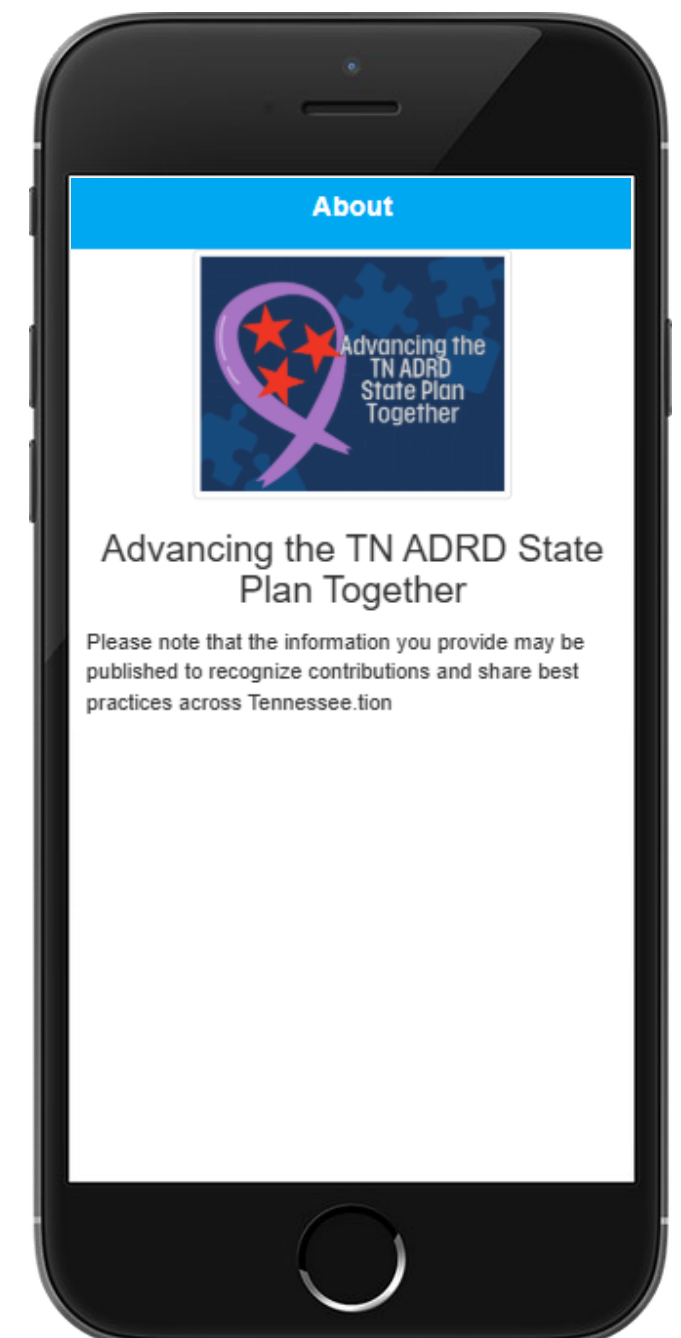 About
Advancing the
TN ADRD
State Plan
Together
Advancing the TN ADRD State
Plan Together
Please note that the information you provide may be
published to recognize contributions and share best
practices across Tennessee.tion